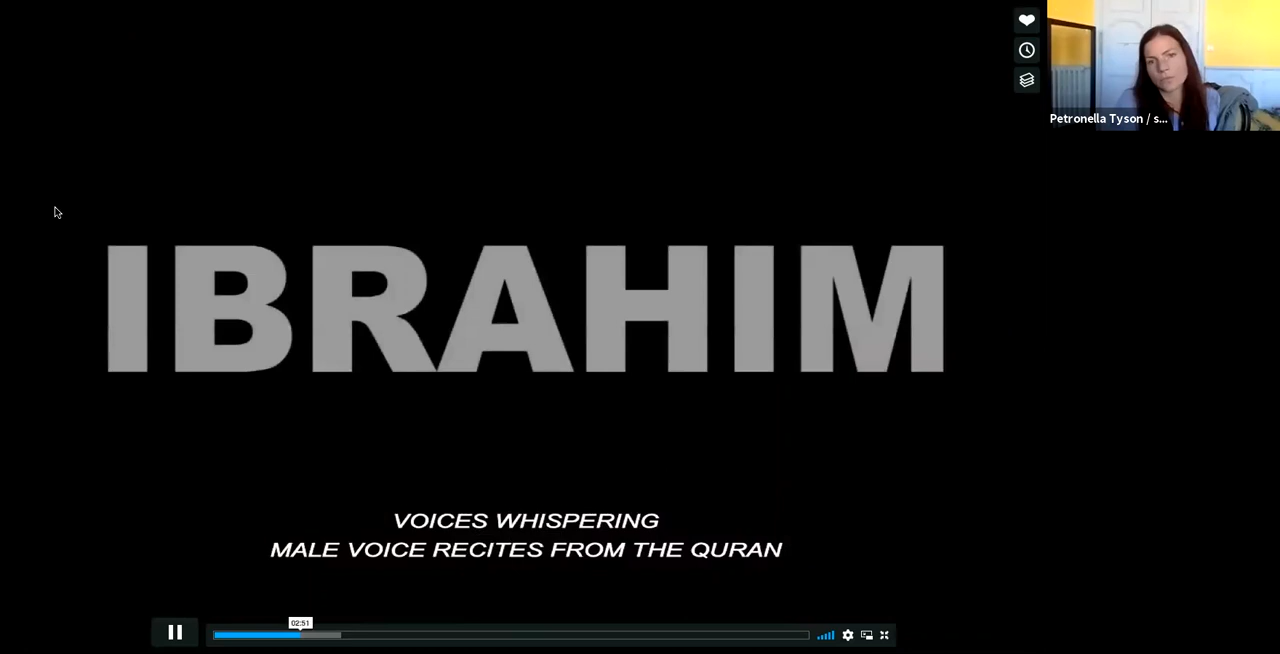 Petronella Tyson / s...
IBRAHIM
VOICES WHISPERING
MALE VOICE RECITES FROM THE QURAN
02:51